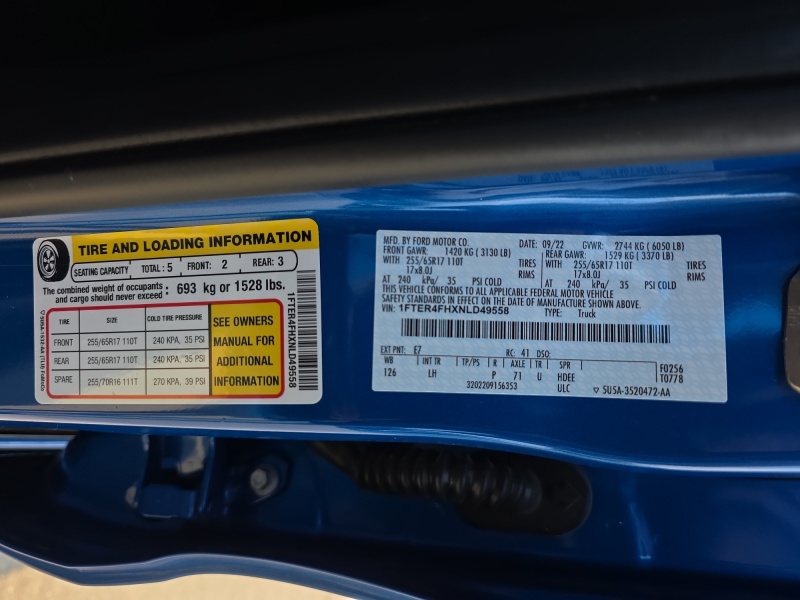 TIRE AND LOADING INFORMATION
SEATING CAPACITY TOTAL : 5 FRONT: 2 REAR: 3
The combined weight of occupants
and cargo should never exceed : 693 kg or 1528 lbs.
TIRE SIZE COLD TIRE PRESSURE
FRONT 255/65R17 110T 240 KPA, 35 PSI
REAR 255/65R17 110T 240 KPA, 35 PSI
SPARE 255/70R16 111T 270 KPA, 39 PSI
SEE OWNERS
MANUAL FOR
ADDITIONAL
INFORMATION
1FTER4FHXNLD49558
MFD. BY FORD MOTOR CO. DATE: 09/22 GVWR: 2744 KG ( 6050 LB)
FRONT GAWR: 1420 KG ( 3130 LB) REAR GAWR: 1529 KG ( 3370 LB)
WITH 255/65R17 110T TIRES WITH 255/65R17 110T TIRES
17x8.0J RIMS 17x8.0J RIMS
AT 240 kPa/ 35 PSI COLD AT 240 kPa/ 35 PSI COLD
THIS VEHICLE CONFORMS TO ALL APPLICABLE FEDERAL MOTOR VEHICLE
SAFETY STANDARDS IN EFFECT ON THE DATE OF MANUFACTURE SHOWN ABOVE.
VIN: 1FTER4FHXNLD49558 TYPE: Truck
EXT PNT: E7 RC: 41 DSO:
WB INT TR TP/PS R AXLE TR SPR F0256
126 LH P 71 U HDEE T0778
3202209156353 ULC 5U5A-3520472-AA